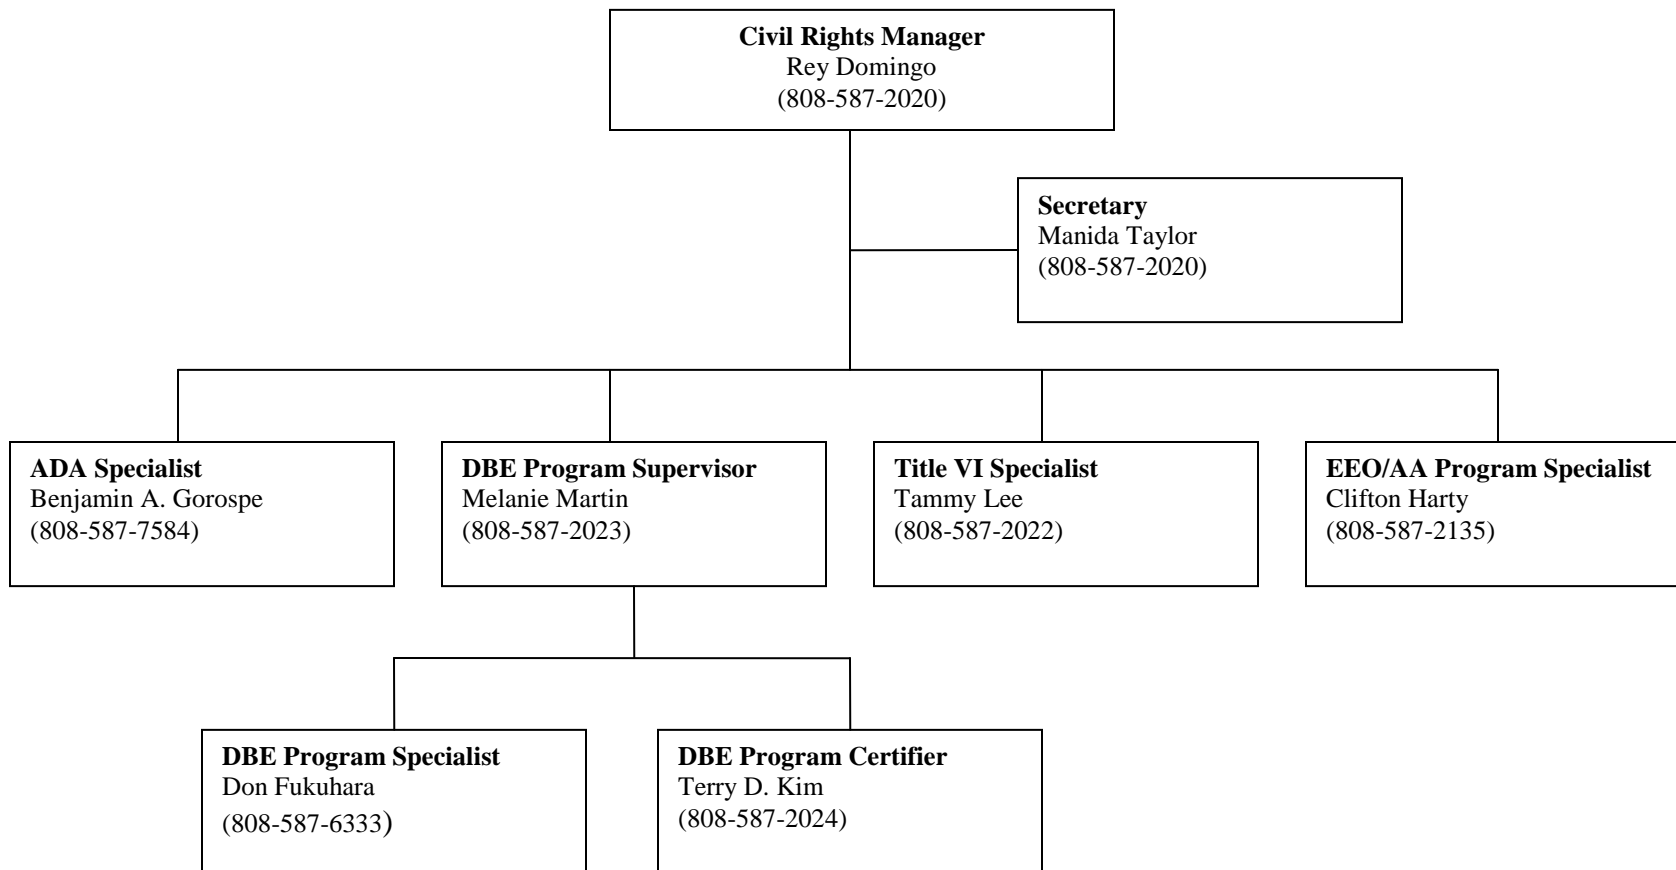 Civil Rights Manager
Rey Domingo
(808-587-2020)
Secretary
Manida Taylor
(808-587-2020)
ADA Specialist
Benjamin A. Gorospe
(808-587-7584)
DBE Program Supervisor
Melanie Martin
(808-587-2023)
Title VI Specialist
Tammy Lee
(808-587-2022)
EEO/AA Program Specialist
Clifton Harty
(808-587-2135)
DBE Program Specialist
Don Fukuhara
(808-587-6333)
DBE Program Certifier
Terry D. Kim
(808-587-2024)